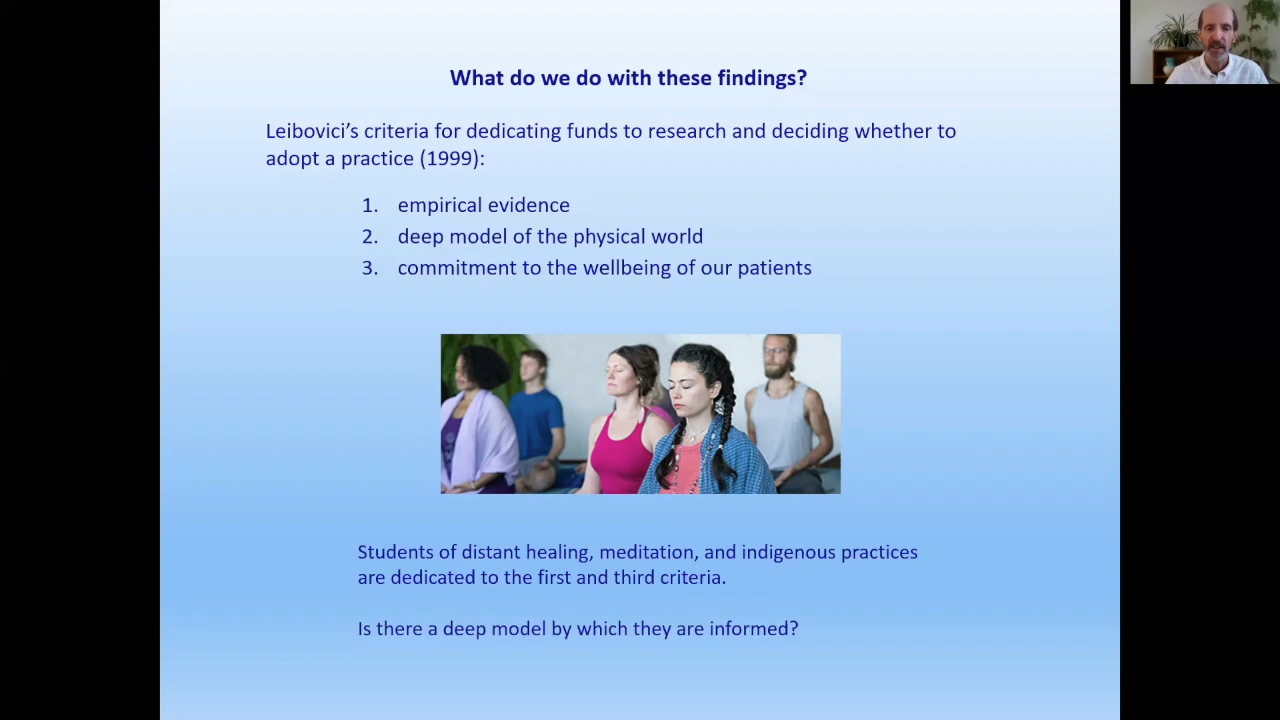 What do we do with these findings?
Leibovici’s criteria for dedicating funds to research and deciding whether to
adopt a practice (1999):
1. empirical evidence
2. deep model of the physical world
3. commitment to the wellbeing of our patients
Students of distant healing, meditation, and indigenous practices
are dedicated to the first and third criteria.
Is there a deep model by which they are informed?